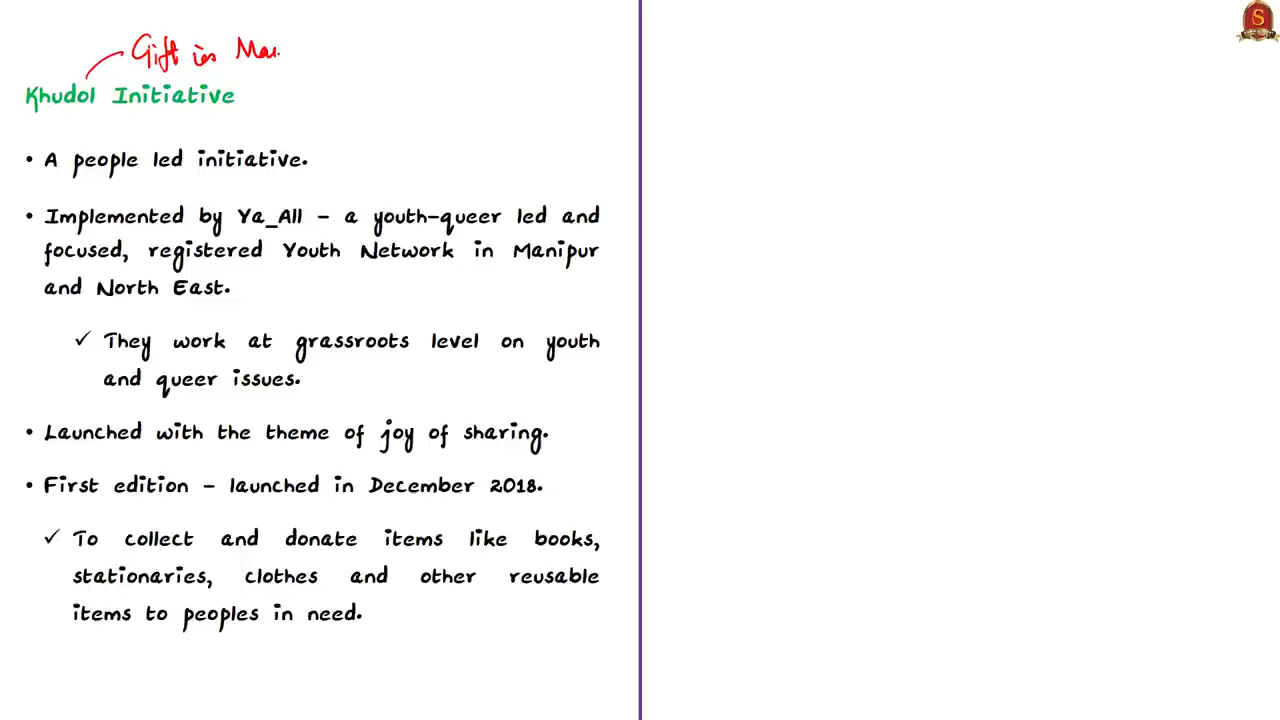 Gift in
Khudol Initiative
• A people led initiative.
• Implemented by Ya_All – a youth-queer led and
focused, registered Youth Network in Manipur
and North East.
✓ They work at grassroots level on youth
and queer issues.
• Launched with the theme of joy of sharing.
• First edition – launched in December 2018.
✓ To collect and donate items like books,
stationaries, clothes and other reusable
items to peoples in need.
S